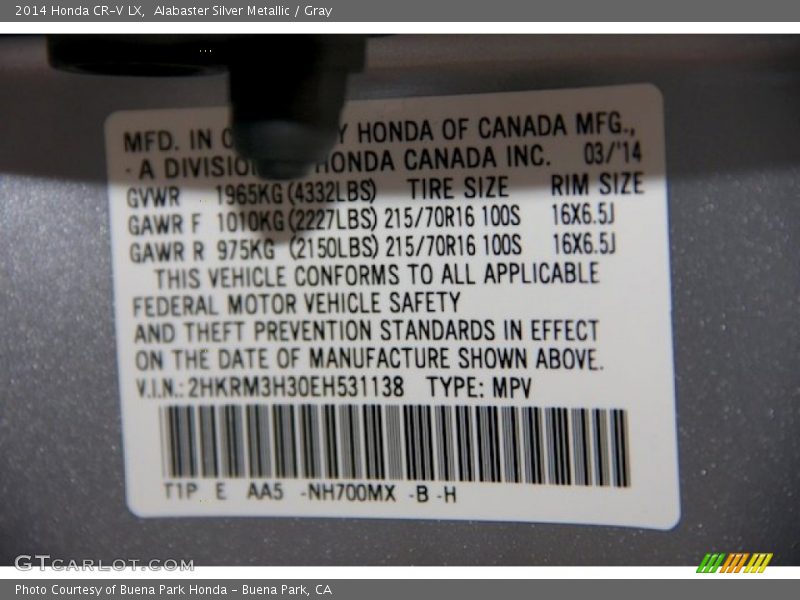 2014 Honda CR-V LX, Alabaster Silver Metallic / Gray
MFD. IN Y HONDA OF CANADA MFG.,
A DIVISIO HONDA CANADA INC. 03/'14
GVWR 1965KG (4332LBS) TIRE SIZE RIM SIZE
GAWR F 1010KG (2227LBS) 215/70R16 100S 16X6.5J
GAWR R 975KG (2150LBS) 215/70R16 100S 16X6.5J
THIS VEHICLE CONFORMS TO ALL APPLICABLE
FEDERAL MOTOR VEHICLE SAFETY
AND THEFT PREVENTION STANDARDS IN EFFECT
ON THE DATE OF MANUFACTURE SHOWN ABOVE.
V.I.N.: 2HKRM3H30EH531138 TYPE: MPV
T1P E AA5 -NH700MX -B -H
GTCARLOT.COM
Photo Courtesy of Buena Park Honda - Buena Park, CA